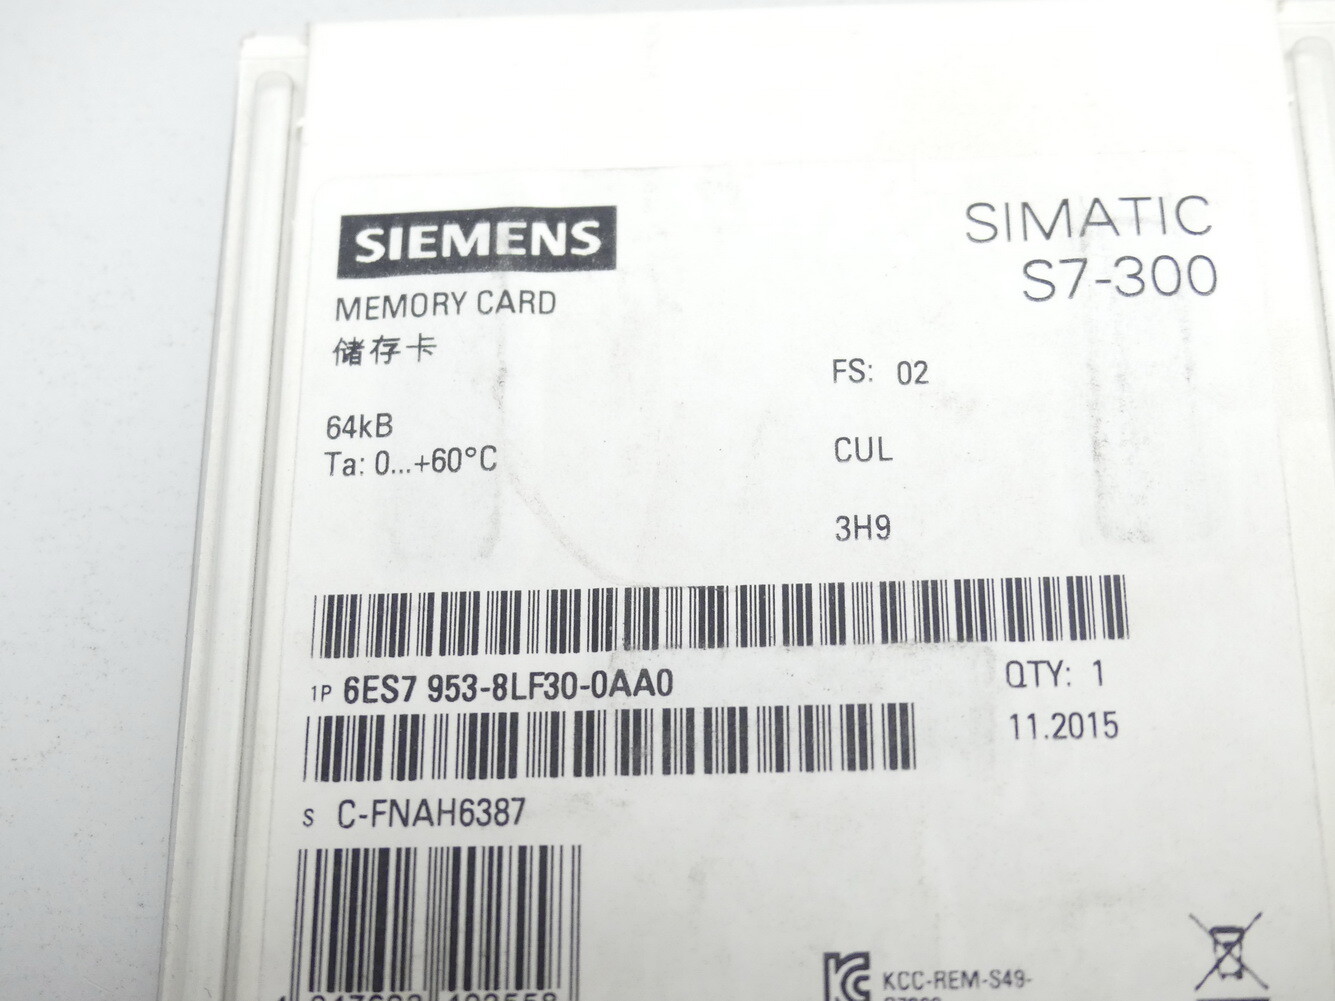 SIEMENS
SIMATIC
S7-300
MEMORY CARD
储存卡
FS: 02
64kB
CUL
Ta: 0...+60°C
3H9
1P 6ES7 953-8LF30-0AA0
QTY: 1
11.2015
S C-FNAH6387
KCC-REM-S49-